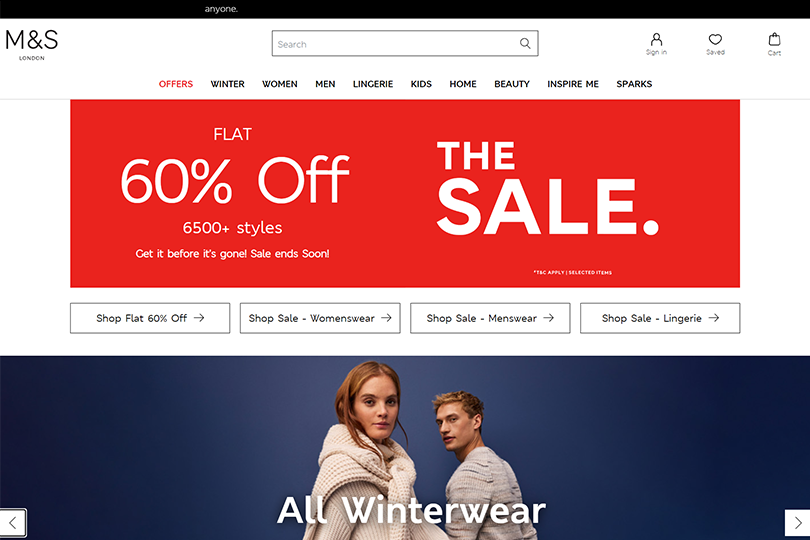 anyone.
M&S
LONDON
Search
Sign in
Saved
Cart
OFFERS WINTER WOMEN MEN LINGERIE KIDS HOME BEAUTY INSPIRE ME SPARKS
FLAT
60% Off
6500+ styles
Get it before it's gone! Sale ends Soon!
THE
SALE.
*T&C APPLY | SELECTED ITEMS
Shop Flat 60% Off →
Shop Sale - Womenswear →
Shop Sale - Menswear →
Shop Sale - Lingerie →
All Winterwear